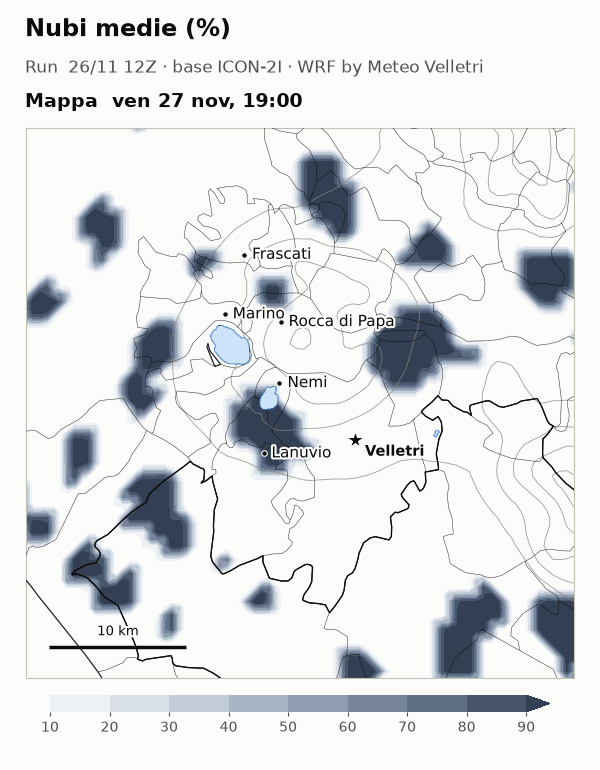 Nubi medie (%)
Run  26/11 12Z · base ICON-2I · WRF by Meteo Velletri
Mappa  ven 27 nov, 19:00
Frascati
Marino
Rocca di Papa
Nemi
Velletri
Lanuvio
10 km
10 20 30 40 50 60 70 80 90